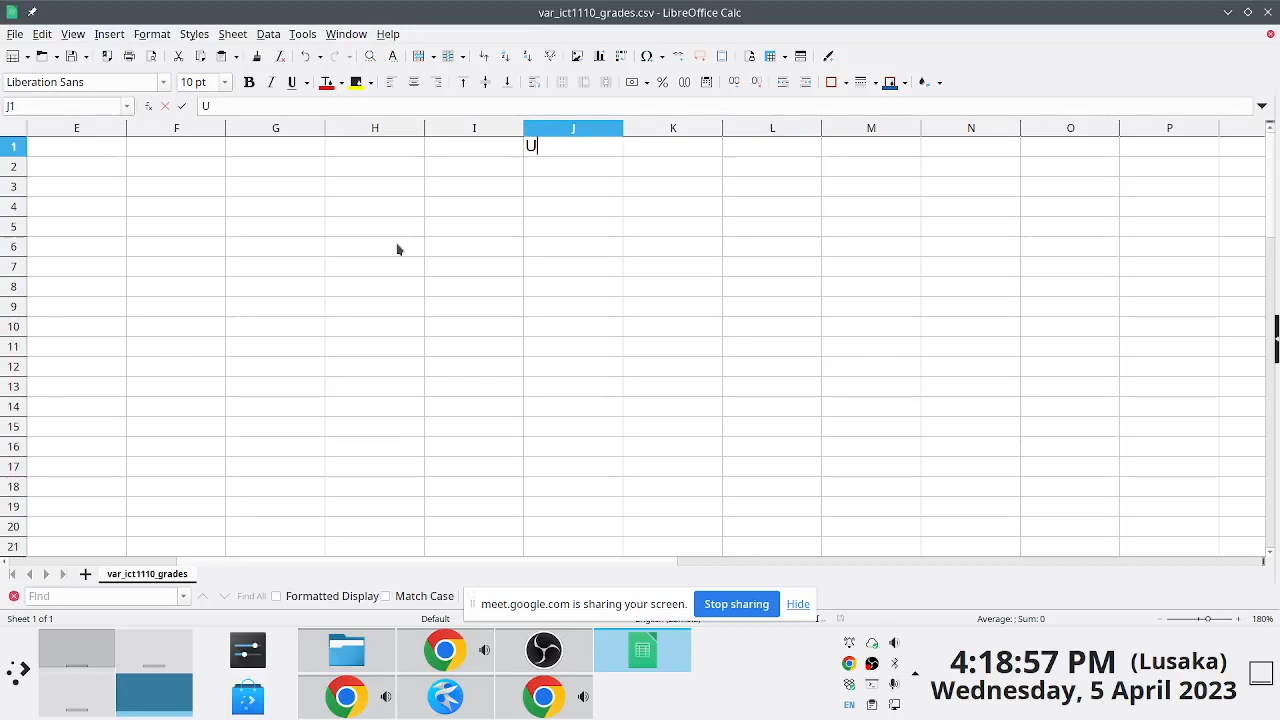 var_ict1110_grades.csv - LibreOffice Calc
File Edit View Insert Format Styles Sheet Data Tools Window Help
Liberation Sans 10 pt
J1 U
E F G H I J K L M N O P
1 U
2
3
4
5
6
7
8
9
10
11
12
13
14
15
16
17
18
19
20
21
var_ict1110_grades
Find Find All Formatted Display Match Case
meet.google.com is sharing your screen. Stop sharing Hide
Sheet 1 of 1 Default Average: ; Sum: 0 180%
4:18:57 PM (Lusaka)
Wednesday, 5 April 2023
EN